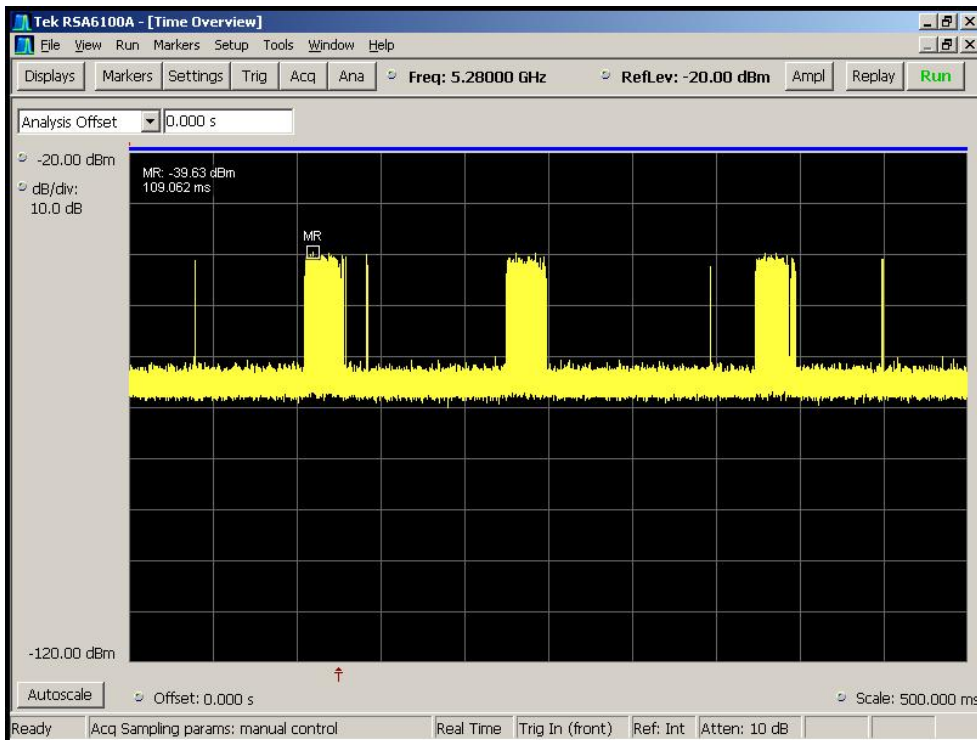 Tek RSA6100A - [Time Overview]
File View Run Markers Setup Tools Window Help
Displays Markers Settings Trig Acq Ana Freq: 5.28000 GHz RefLev: -20.00 dBm Ampl Replay Run
Analysis Offset 0.000 s
-20.00 dBm
dB/div:
10.0 dB
MR: -39.63 dBm
109.062 ms
MR
-120.00 dBm
Autoscale Offset: 0.000 s Scale: 500.000 ms
Ready Acq Sampling params: manual control Real Time Trig In (front) Ref: Int Atten: 10 dB